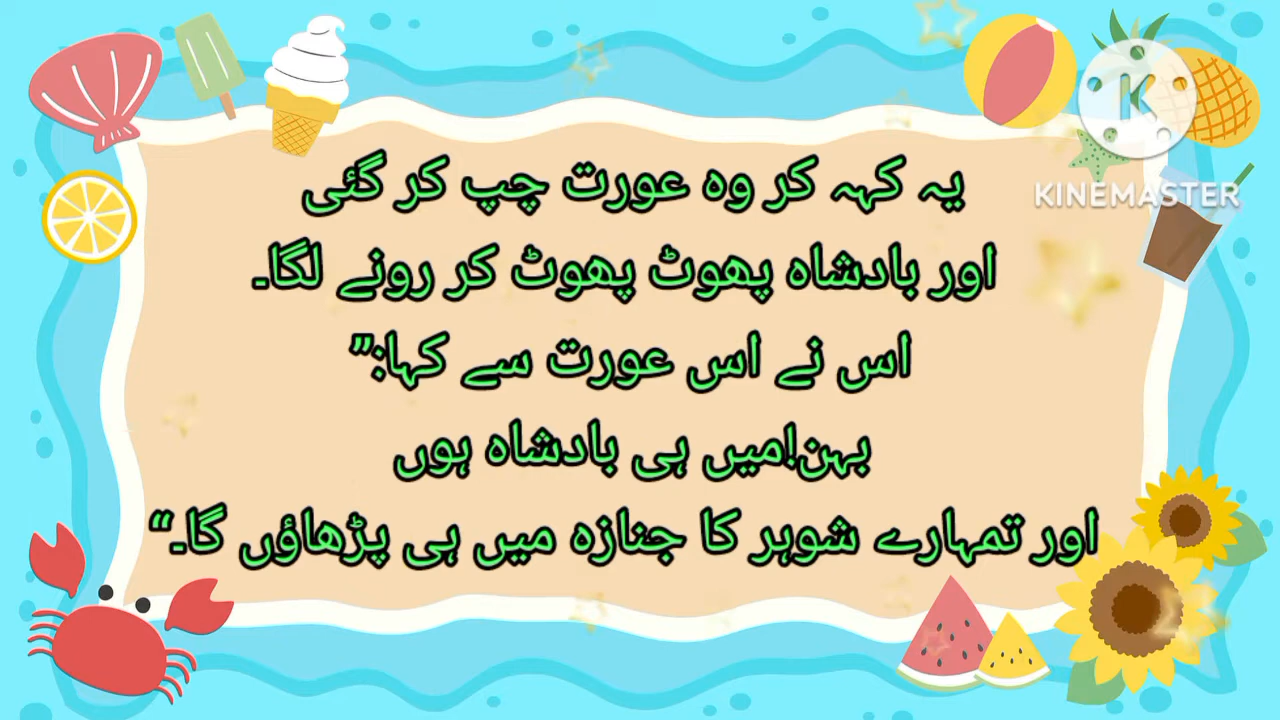 یہ کہہ کر وہ عورت چپ کر گئی
اور بادشاہ پھوٹ پھوٹ کر رونے لگا۔
اس نے اس عورت سے کہا:”
بہن!میں ہی بادشاہ ہوں
اور تمہارے شوہر کا جنازہ میں ہی پڑھاؤں گا۔“
K
KINEMASTER